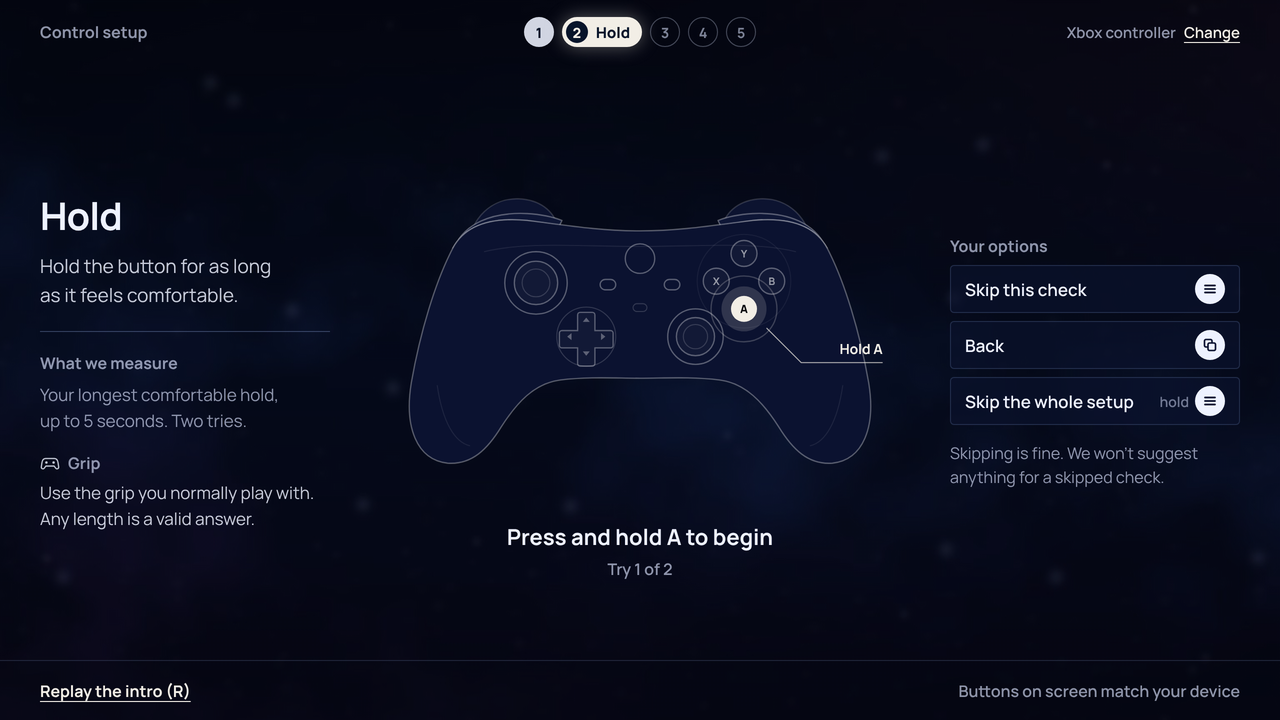 Control setup
1
2 Hold
3
4
5
Xbox controller Change
Hold
Hold the button for as long
as it feels comfortable.
What we measure
Your longest comfortable hold,
up to 5 seconds. Two tries.
Grip
Use the grip you normally play with.
Any length is a valid answer.
Y
X
B
A
Hold A
Press and hold A to begin
Try 1 of 2
Your options
Skip this check
Back
Skip the whole setup hold
Skipping is fine. We won't suggest
anything for a skipped check.
Replay the intro (R)
Buttons on screen match your device